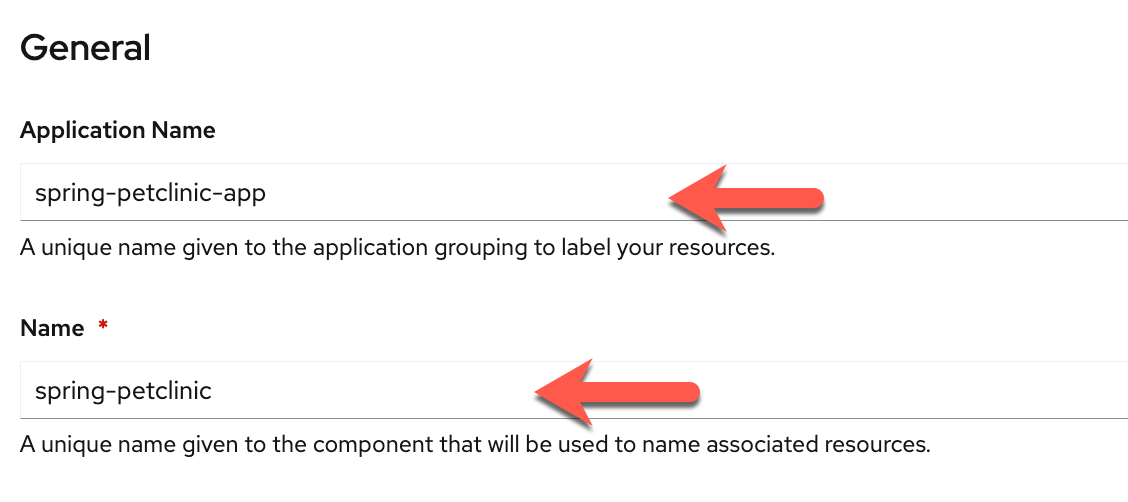 General
Application Name
spring-petclinic-app
A unique name given to the application grouping to label your resources.
Name *
spring-petclinic
A unique name given to the component that will be used to name associated resources.